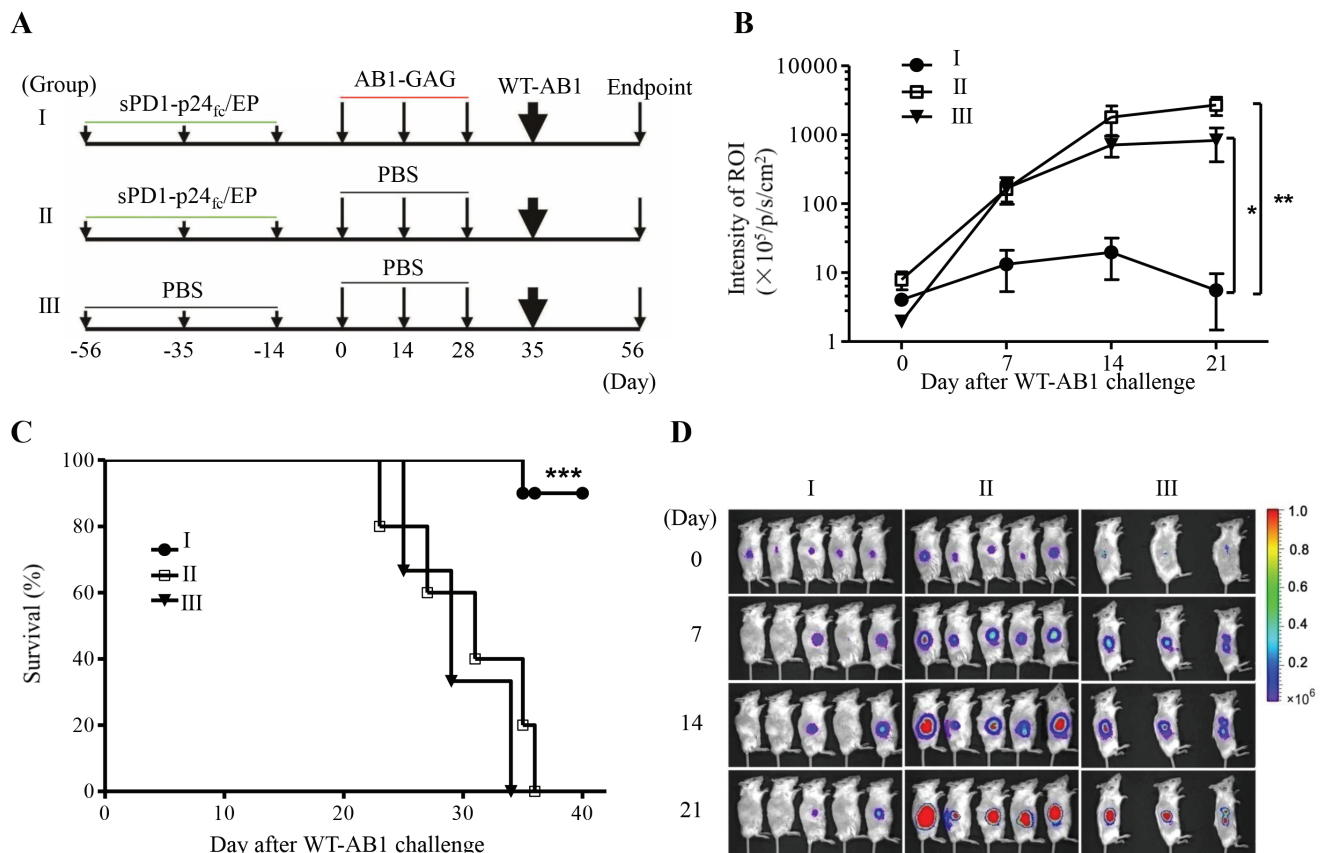 A
(Group)
AB1-GAG
WT-AB1
Endpoint
I
sPD1-p24fc/EP
PBS
II
sPD1-p24fc/EP
PBS
III
PBS
-56
-35
-14
0
14
28
35
56
(Day)
B
I
II
III
10000
1000
100
10
1
Intensity of ROI
(×10⁵/p/s/cm²)
*
**
0
7
14
21
Day after WT-AB1 challenge
C
100
80
60
40
20
0
Survival (%)
***
I
II
III
0
10
20
30
40
Day after WT-AB1 challenge
D
I
II
III
(Day)
0
7
14
21
1.0
0.8
0.6
0.4
0.2
×10⁶